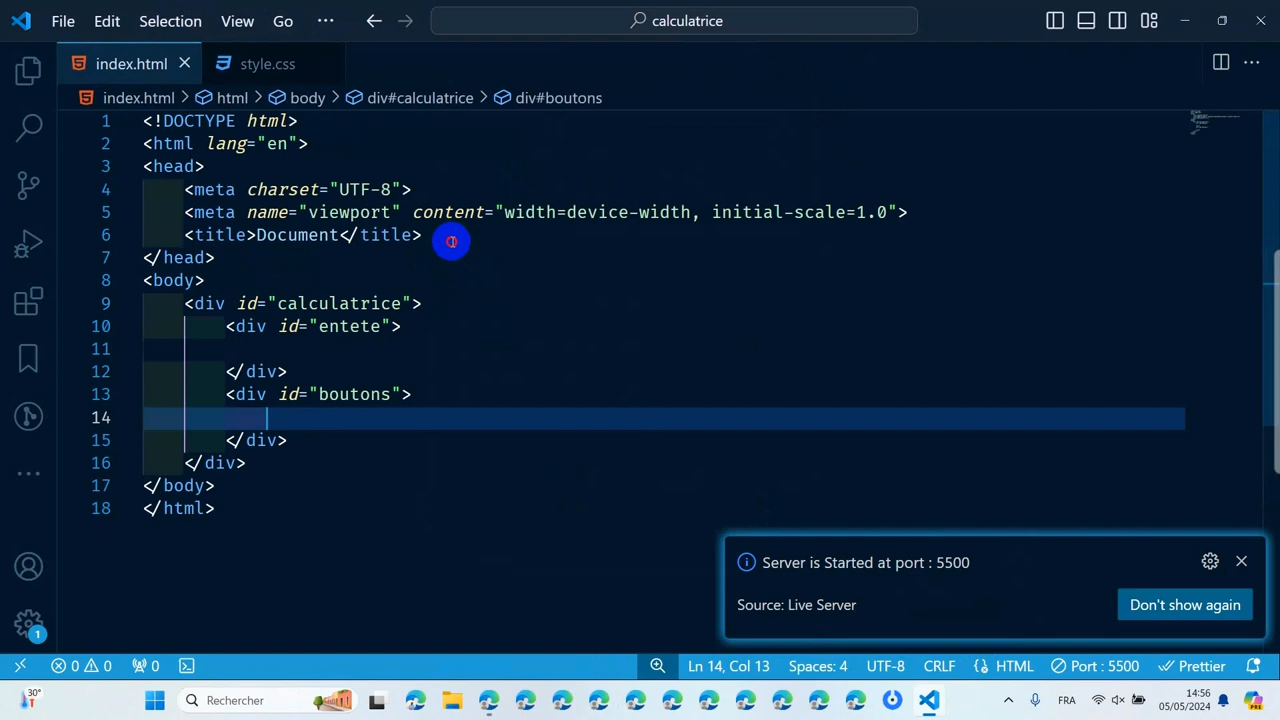 File Edit Selection View Go ··· calculatrice
index.html style.css
index.html > html > body > div#calculatrice > div#boutons
1 <!DOCTYPE html>
2 <html lang="en">
3 <head>
4 <meta charset="UTF-8">
5 <meta name="viewport" content="width=device-width, initial-scale=1.0">
6 <title>Document</title>
7 </head>
8 <body>
9 <div id="calculatrice">
10 <div id="entete">
11
12 </div>
13 <div id="boutons">
14
15 </div>
16 </div>
17 </body>
18 </html>
Server is Started at port : 5500
Source: Live Server Don't show again
1
0 0 0 Ln 14, Col 13 Spaces: 4 UTF-8 CRLF HTML Port : 5500 Prettier
30° Rechercher FRA 14:56 PRE
05/05/2024